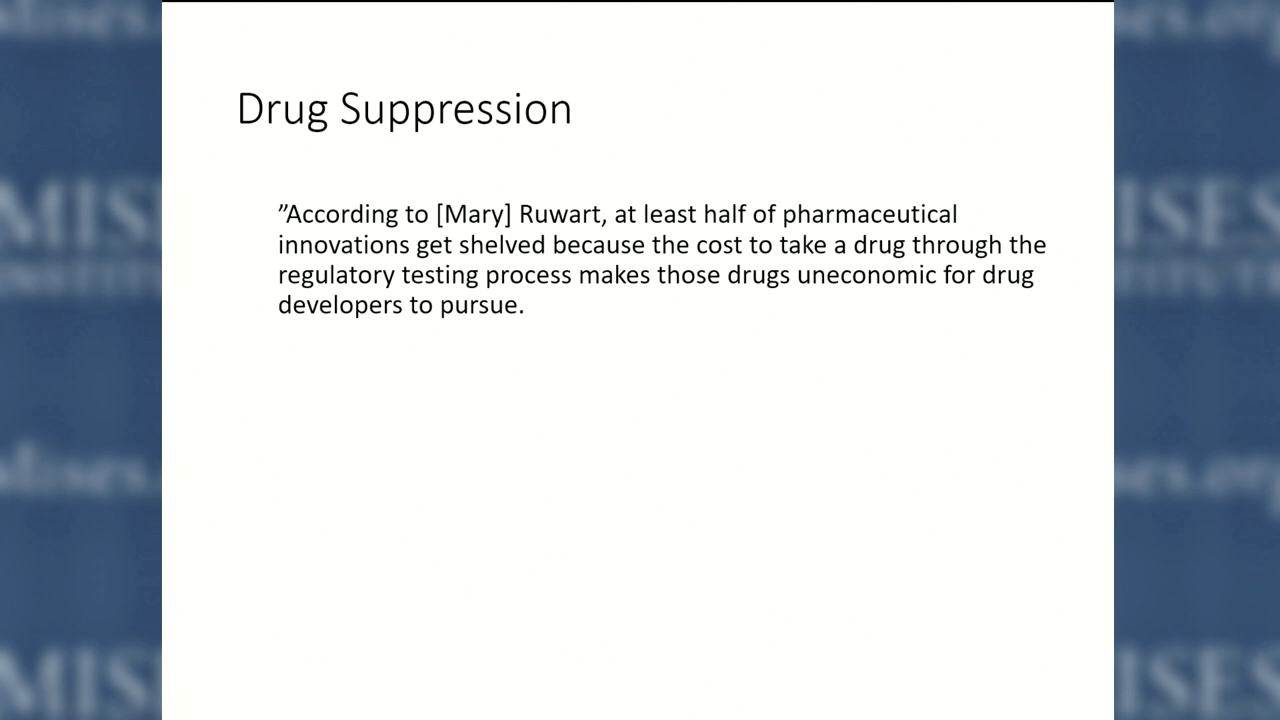 Drug Suppression
”According to [Mary] Ruwart, at least half of pharmaceutical
innovations get shelved because the cost to take a drug through the
regulatory testing process makes those drugs uneconomic for drug
developers to pursue.